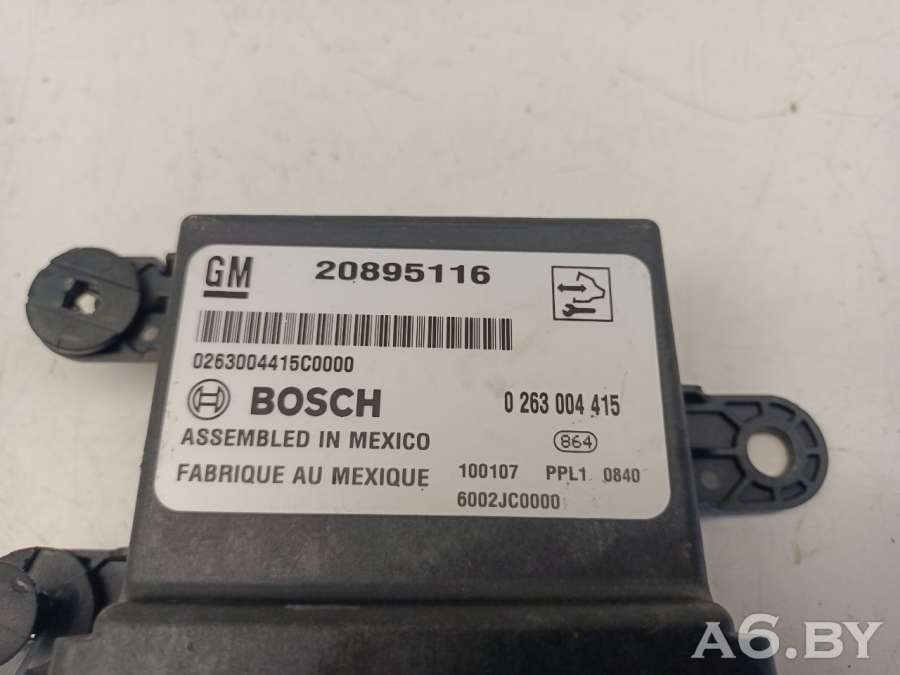 GM 20895116
0263004415C0000
BOSCH 0 263 004 415
ASSEMBLED IN MEXICO 864
FABRIQUE AU MEXIQUE 100107 PPL1 0840
6002JC0000
A6.BY